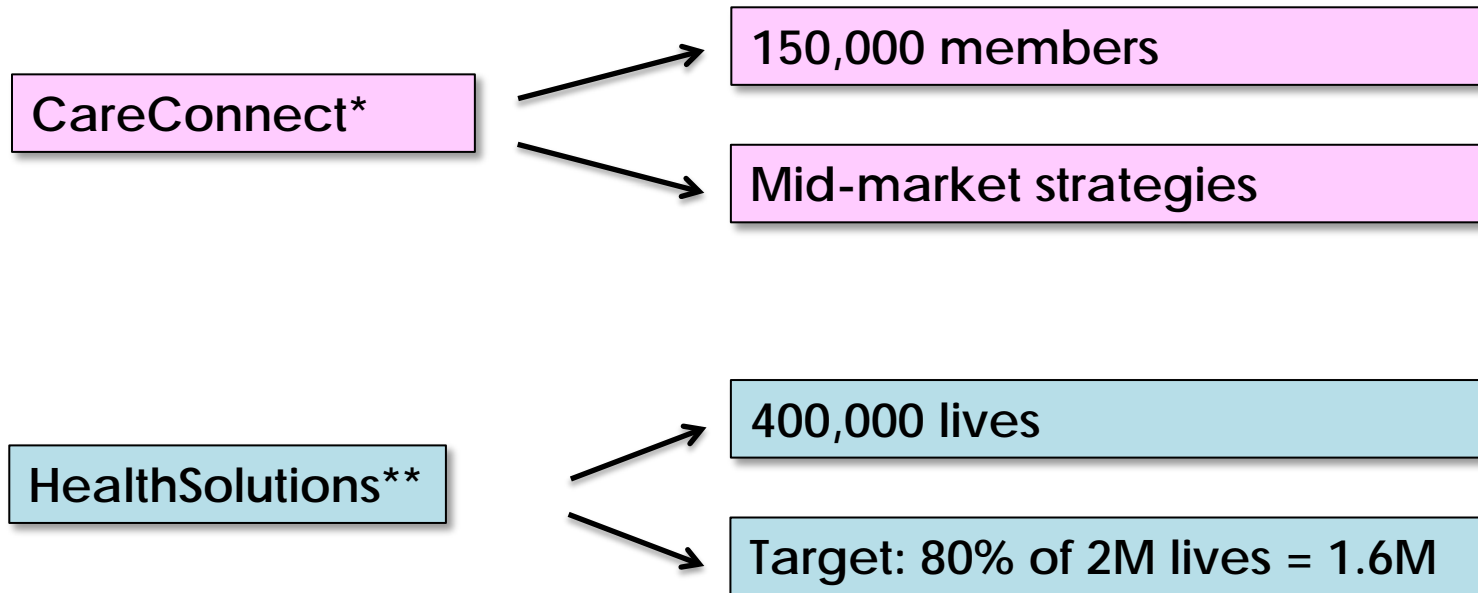 CareConnect*
150,000 members
Mid-market strategies
HealthSolutions**
400,000 lives
Target: 80% of 2M lives = 1.6M